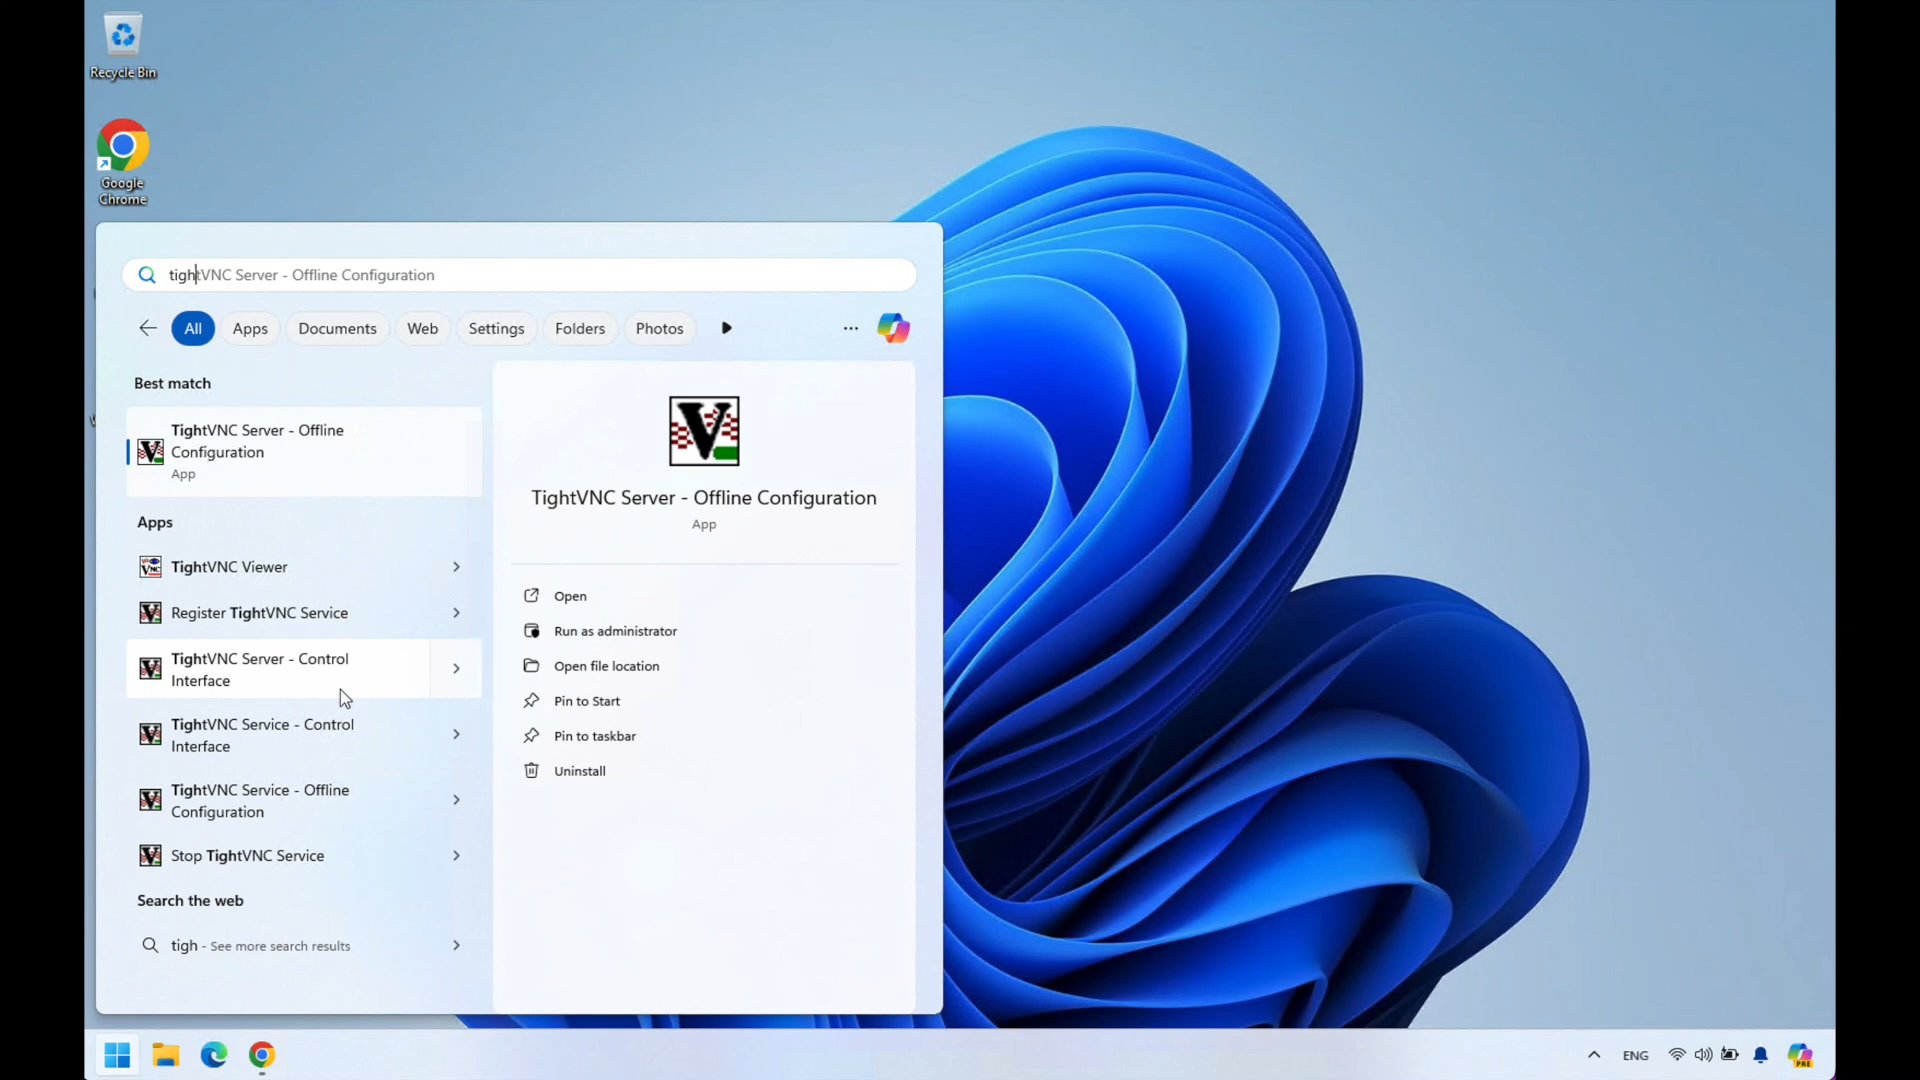 Recycle Bin
Google
Chrome
tightVNC Server - Offline Configuration
All
Apps
Documents
Web
Settings
Folders
Photos
Best match
TightVNC Server - Offline
Configuration
App
Apps
TightVNC Viewer
Register TightVNC Service
TightVNC Server - Control
Interface
TightVNC Service - Control
Interface
TightVNC Service - Offline
Configuration
Stop TightVNC Service
Search the web
tigh - See more search results
TightVNC Server - Offline Configuration
App
Open
Run as administrator
Open file location
Pin to Start
Pin to taskbar
Uninstall
ENG
PRE